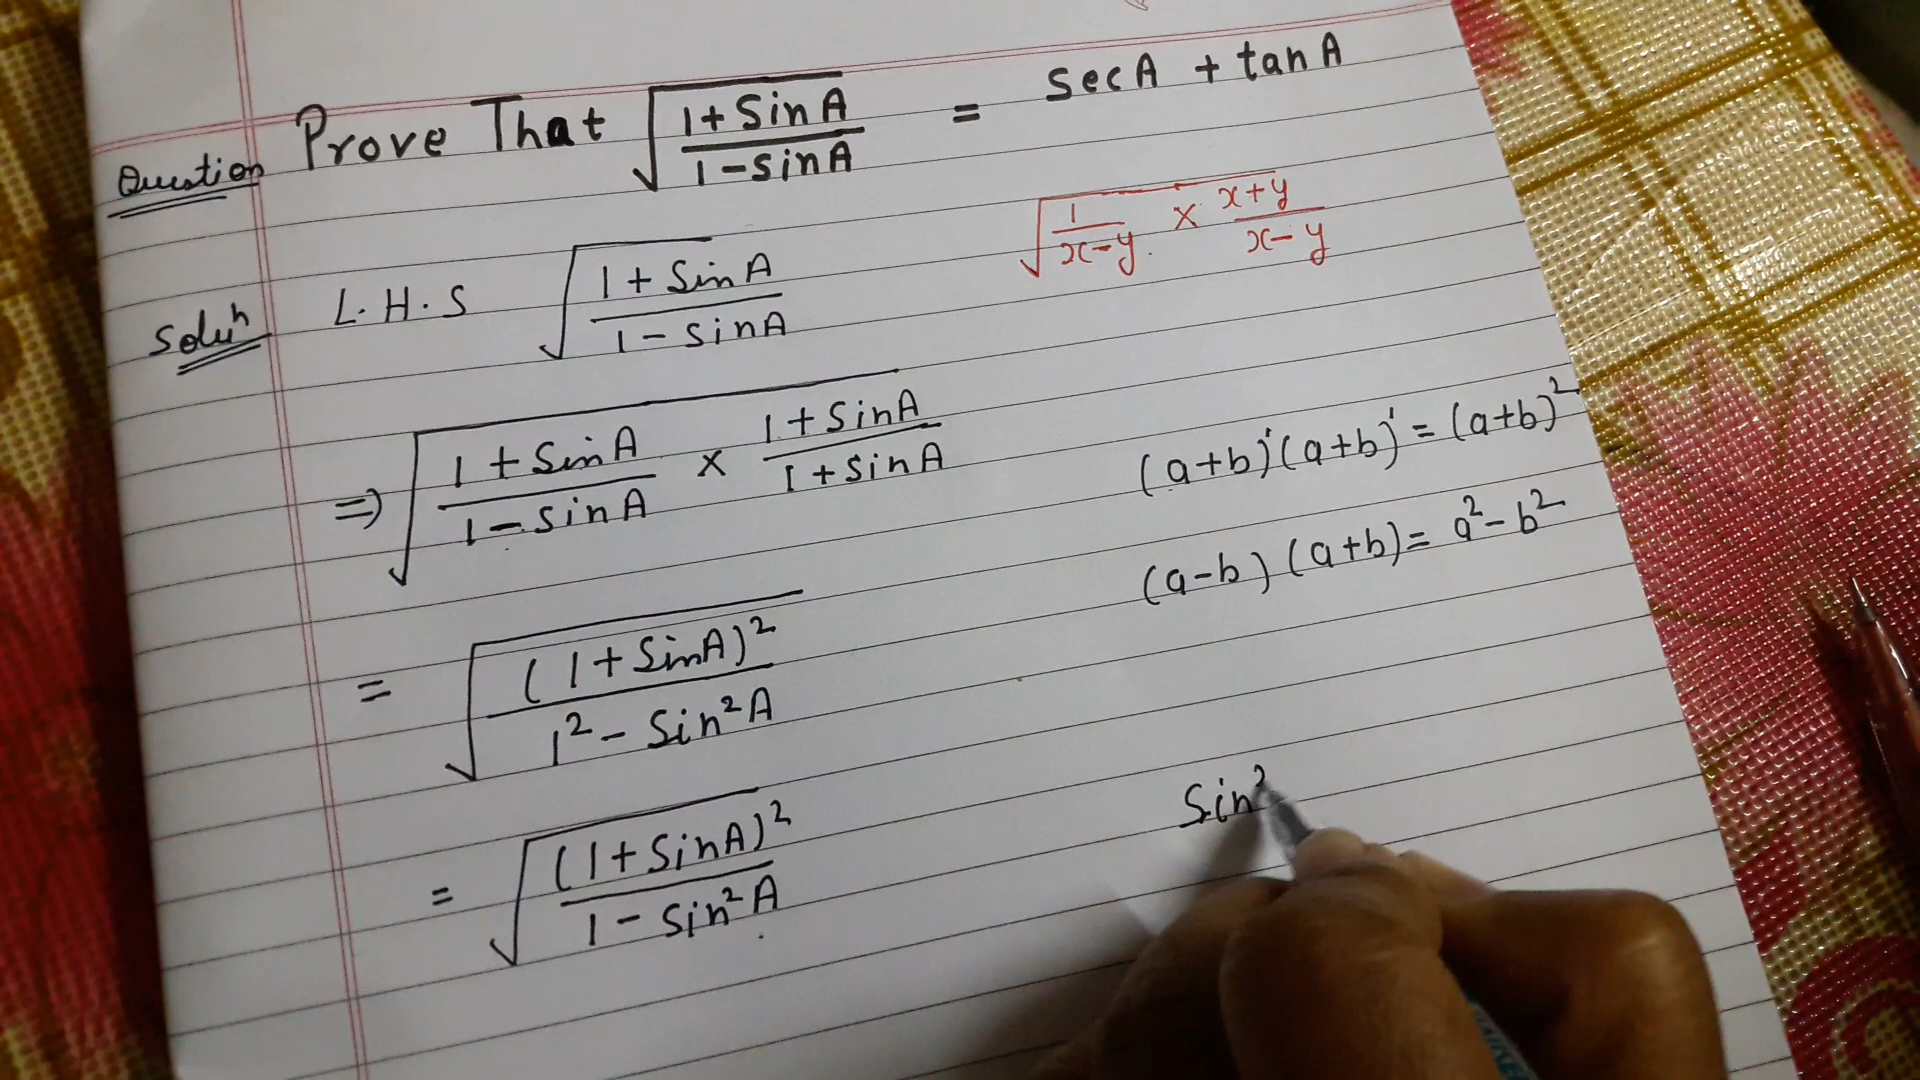 Question Prove That √(1+SinA / 1-sinA) = secA + tanA
√(1/x-y × x+y/x-y)
Soluⁿ L.H.S √(1+SinA / 1-sinA)
⇒ √(1+SinA / 1-sinA × 1+SinA / 1+sinA)
(a+b)¹(a+b)¹ = (a+b)²
(a-b)(a+b) = a²-b²
= √((1+SinA)² / 1²-Sin²A)
= √((1+SinA)² / 1-Sin²A)
Sin²